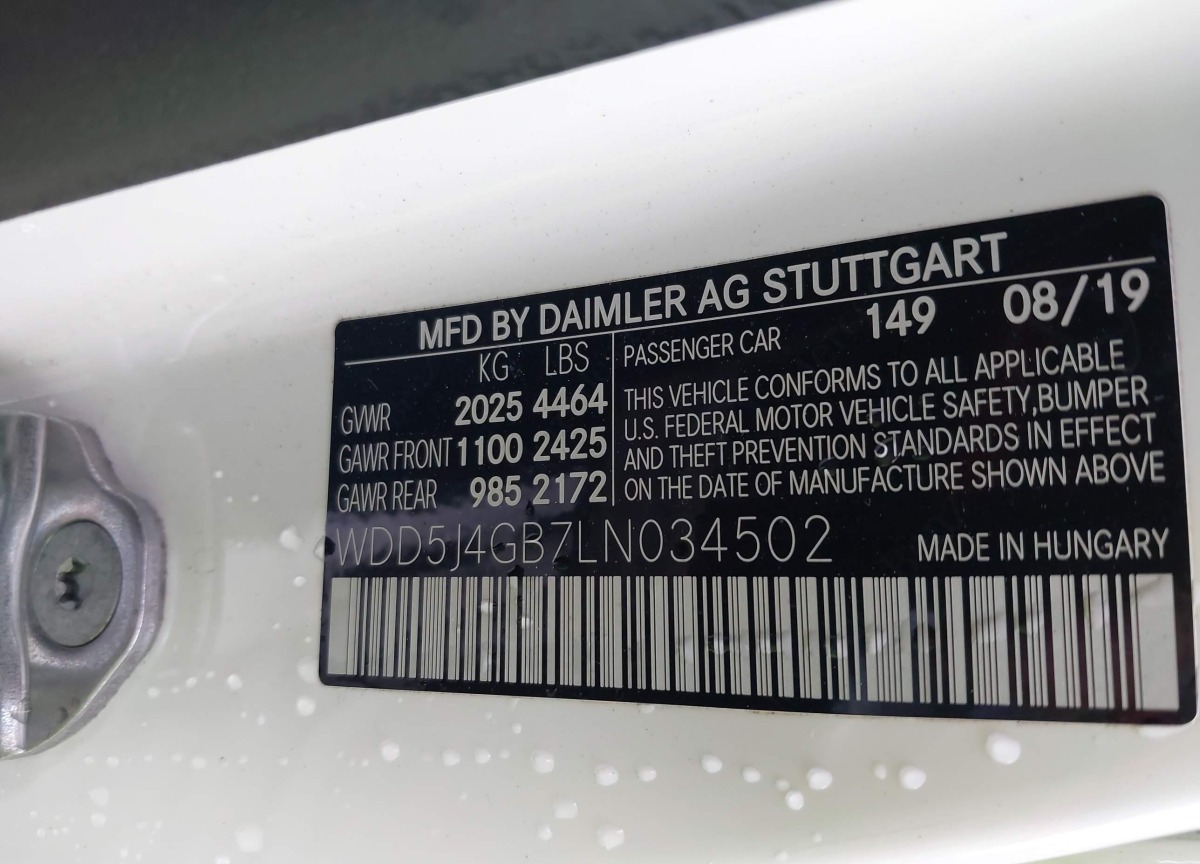 MFD BY DAIMLER AG STUTTGART
KG LBS
GVWR 2025 4464
GAWR FRONT 1100 2425
GAWR REAR 985 2172
PASSENGER CAR 149 08/19
THIS VEHICLE CONFORMS TO ALL APPLICABLE
U.S. FEDERAL MOTOR VEHICLE SAFETY, BUMPER
AND THEFT PREVENTION STANDARDS IN EFFECT
ON THE DATE OF MANUFACTURE SHOWN ABOVE
WDD5J4GB7LN034502 MADE IN HUNGARY